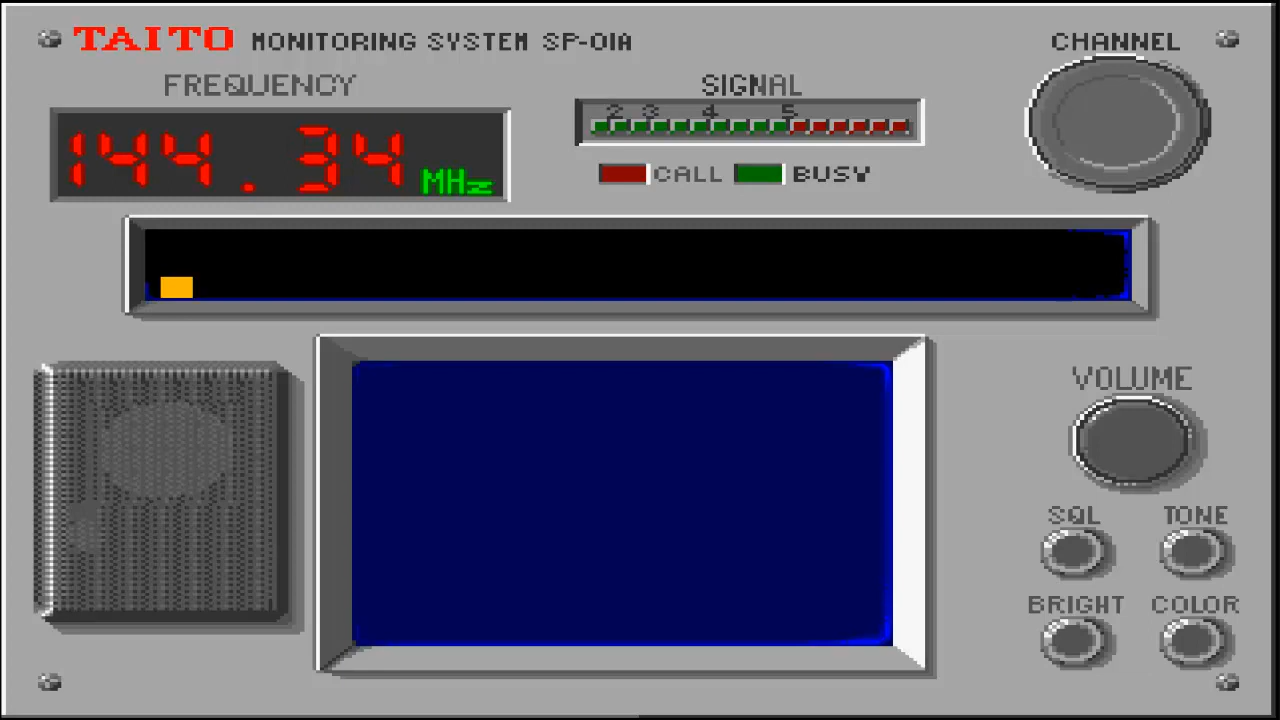 TAITO MONITORING SYSTEM SP-01A
CHANNEL
FREQUENCY
SIGNAL
2 3 4 5
144.34 MHz
CALL BUSY
VOLUME
SQL TONE
BRIGHT COLOR